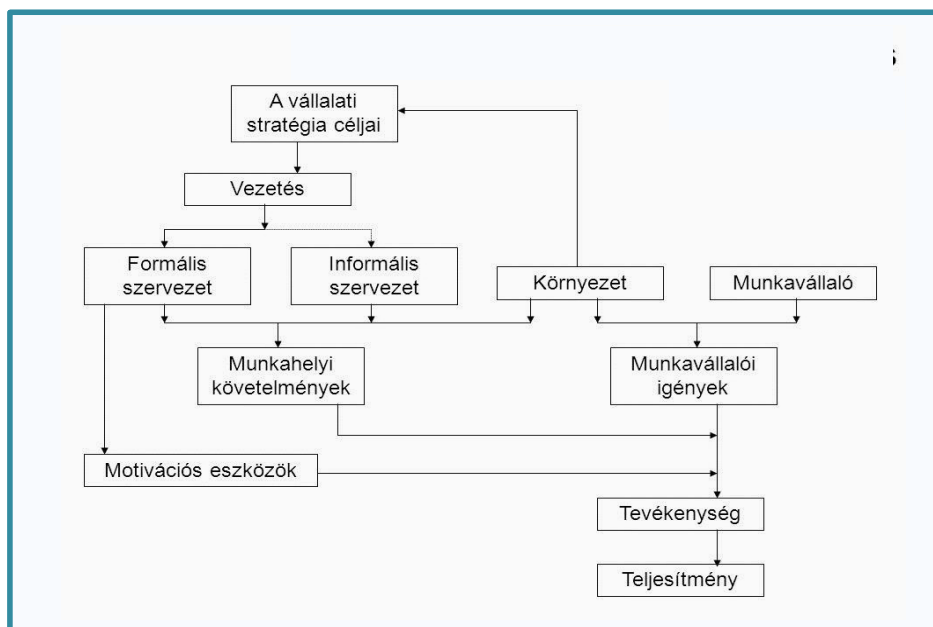 A vállalati
stratégia céljai
Vezetés
Formális
szervezet
Informális
szervezet
Környezet
Munkavállaló
Munkahelyi
követelmények
Munkavállalói
igények
Motivációs eszközök
Tevékenység
Teljesítmény